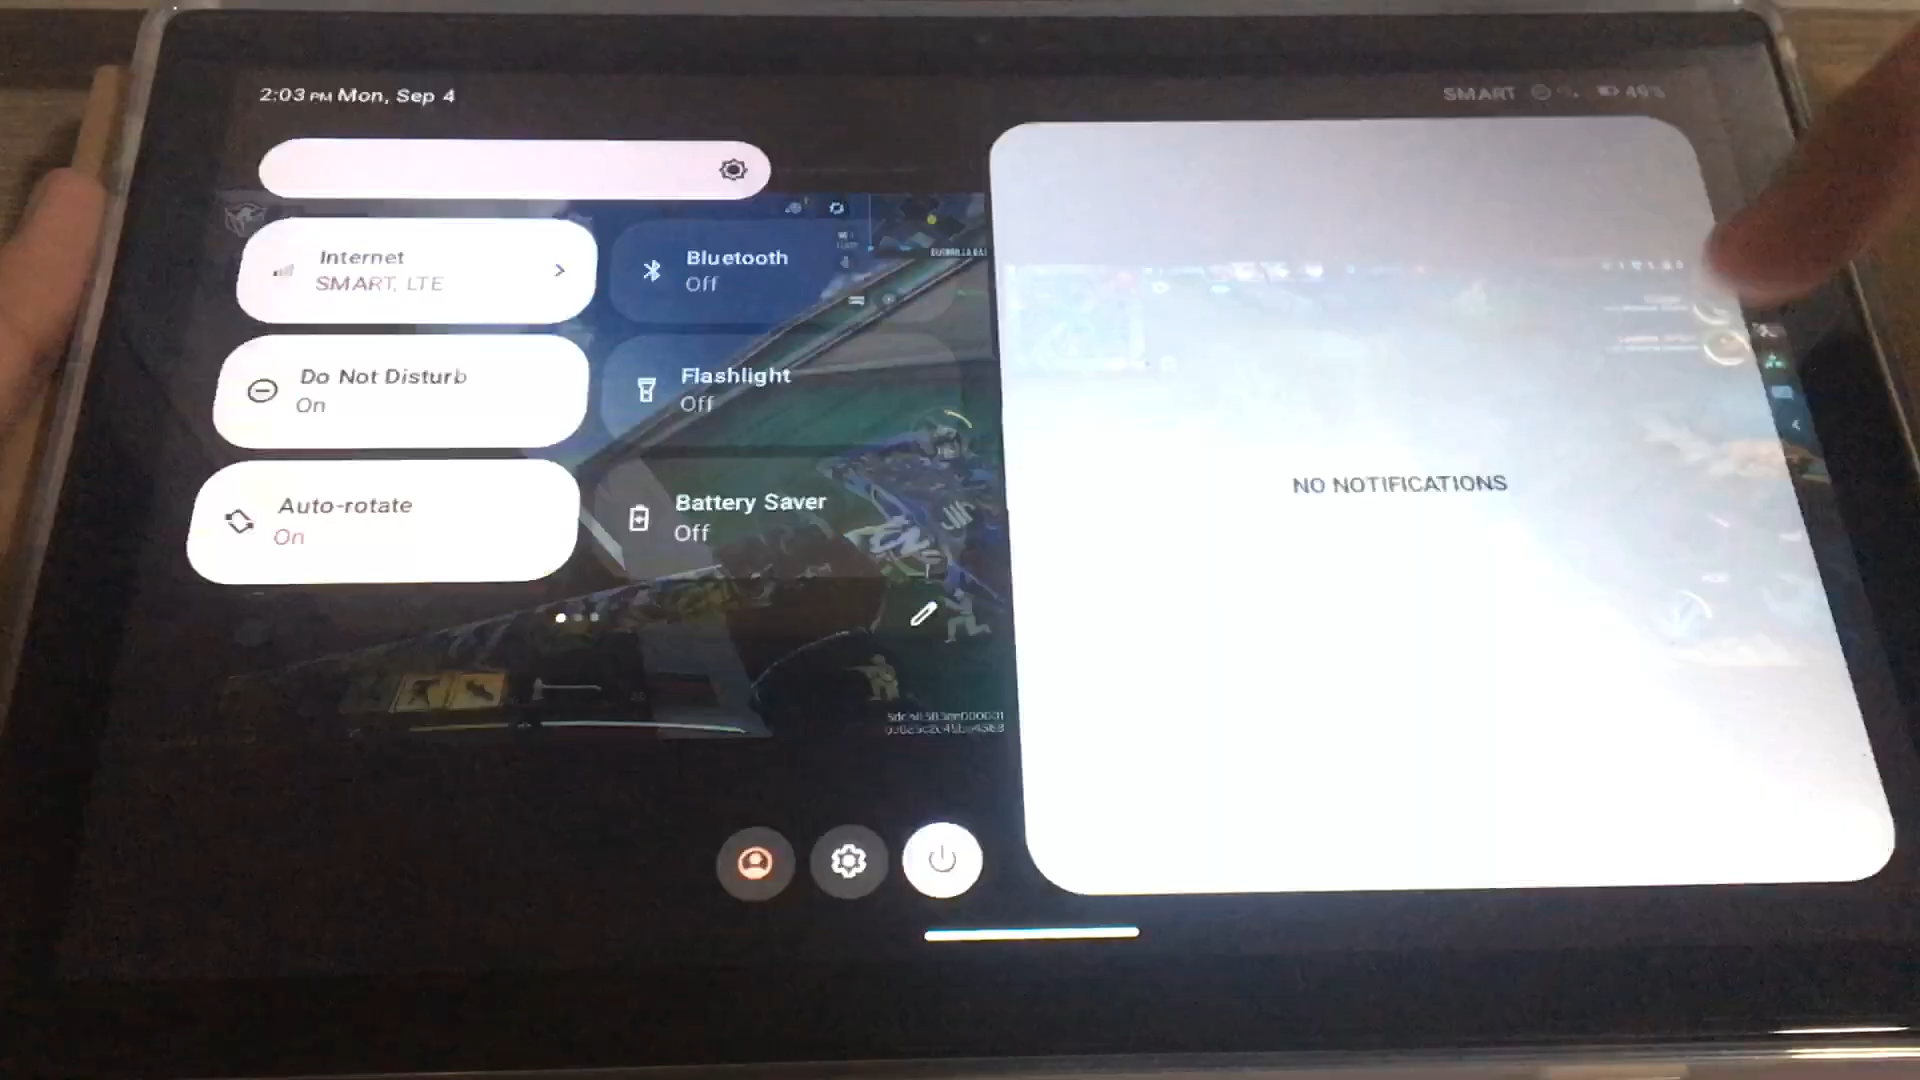 2:03 PM Mon, Sep 4
SMART
Internet
SMART, LTE
Bluetooth
Off
Do Not Disturb
On
Flashlight
Off
Auto-rotate
On
Battery Saver
Off
NO NOTIFICATIONS